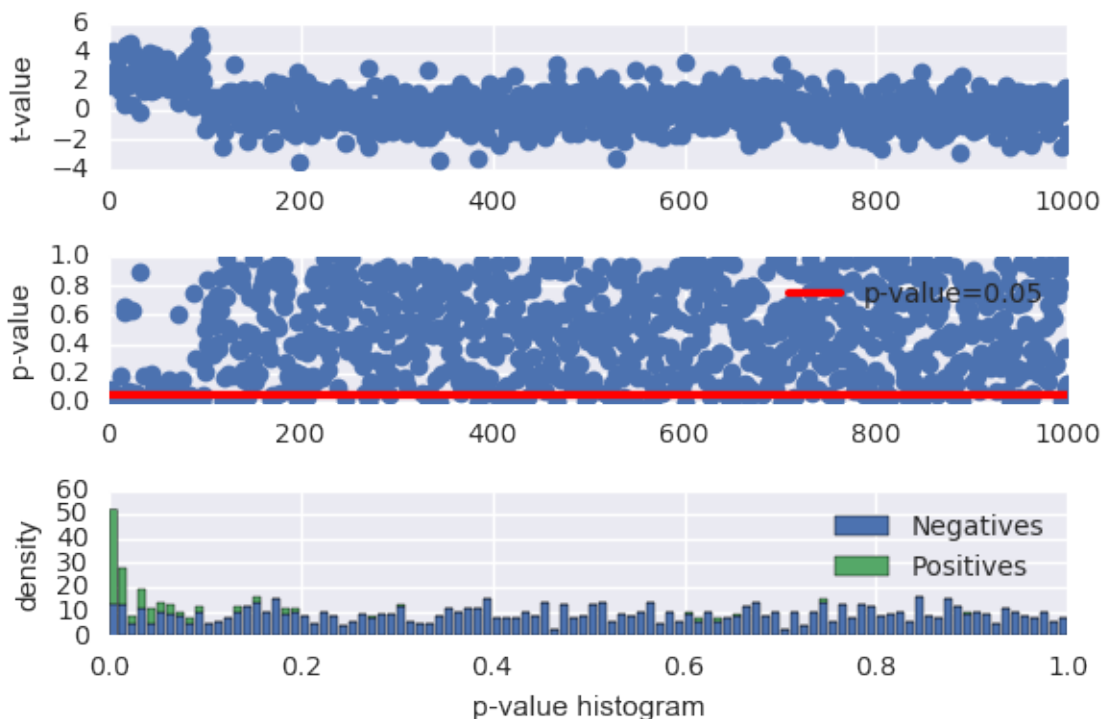 6
4
2
0
−2
−4
t-value
0 200 400 600 800 1000
1.0
0.8
0.6
0.4
0.2
0.0
p-value
p-value=0.05
0 200 400 600 800 1000
60
50
40
30
20
10
0
density
Negatives
Positives
0.0 0.2 0.4 0.6 0.8 1.0
p-value histogram